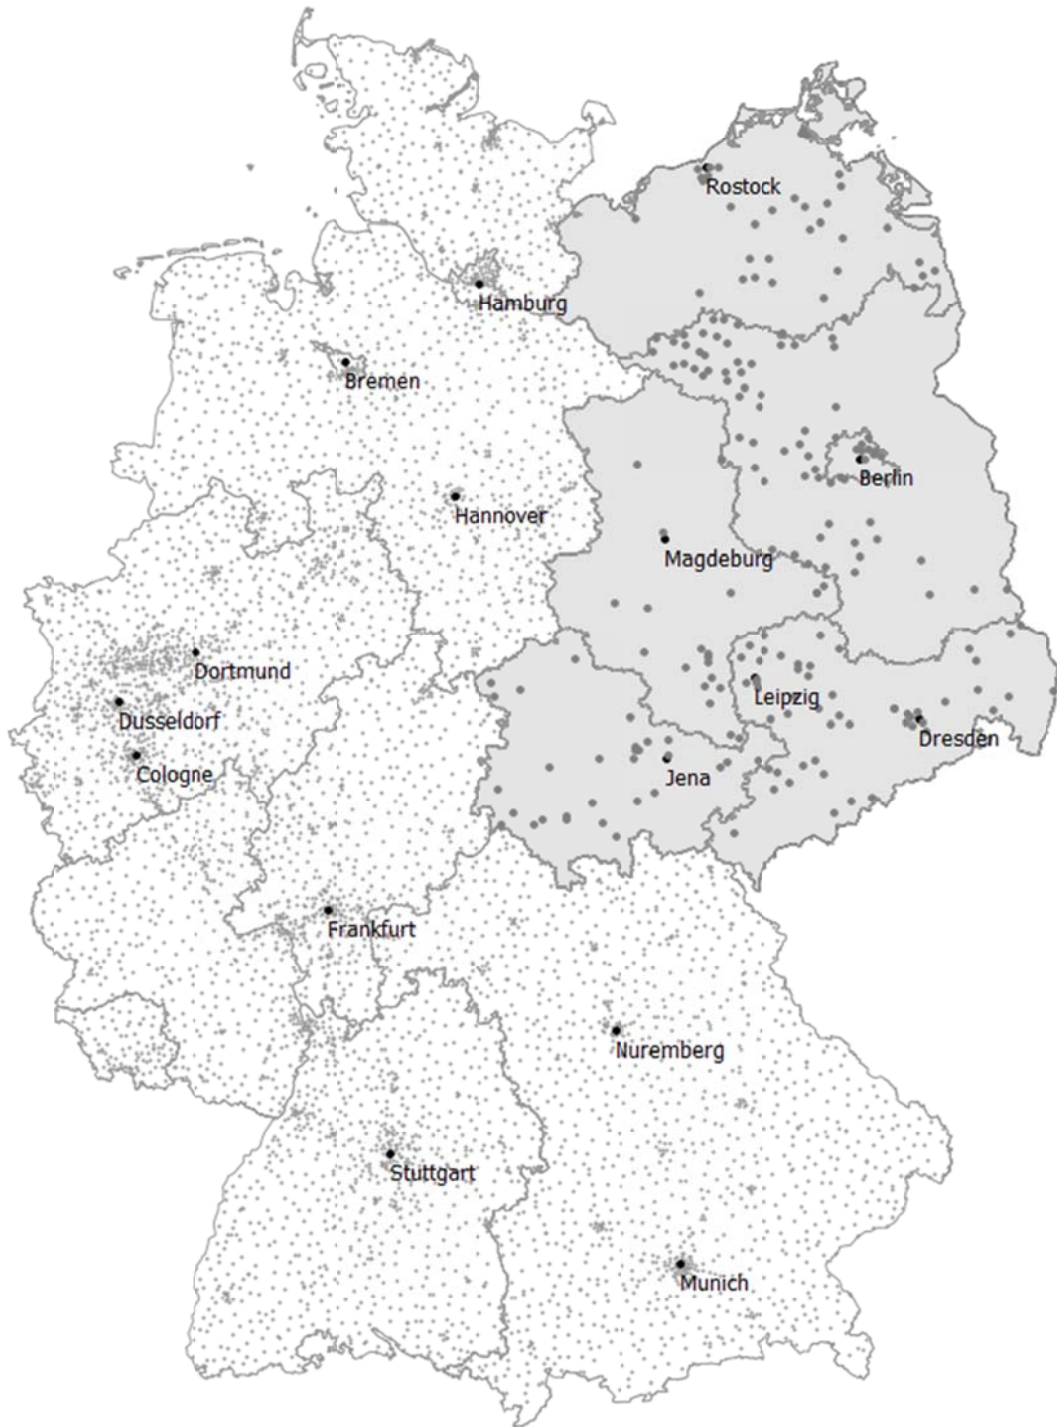 Rostock
Hamburg
Bremen
Berlin
Hannover
Magdeburg
Dortmund
Leipzig
Dusseldorf
Dresden
Cologne
Jena
Frankfurt
Nuremberg
Stuttgart
Munich